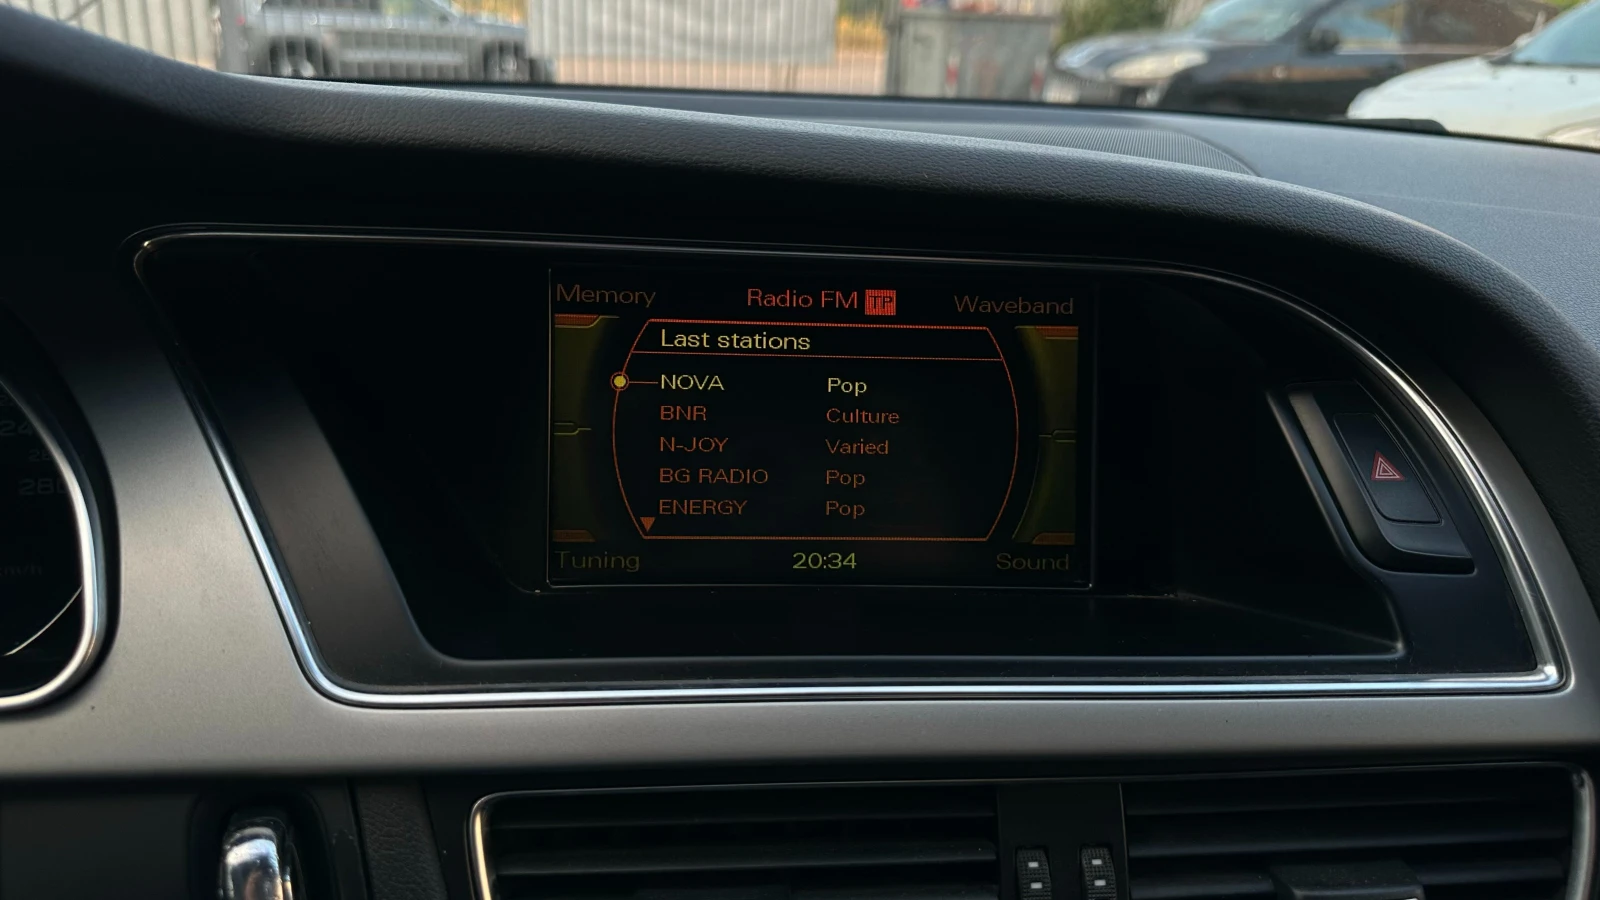 Memory
Radio FM TP
Waveband
Last stations
NOVA Pop
BNR Culture
N-JOY Varied
BG RADIO Pop
ENERGY Pop
Tuning
20:34
Sound